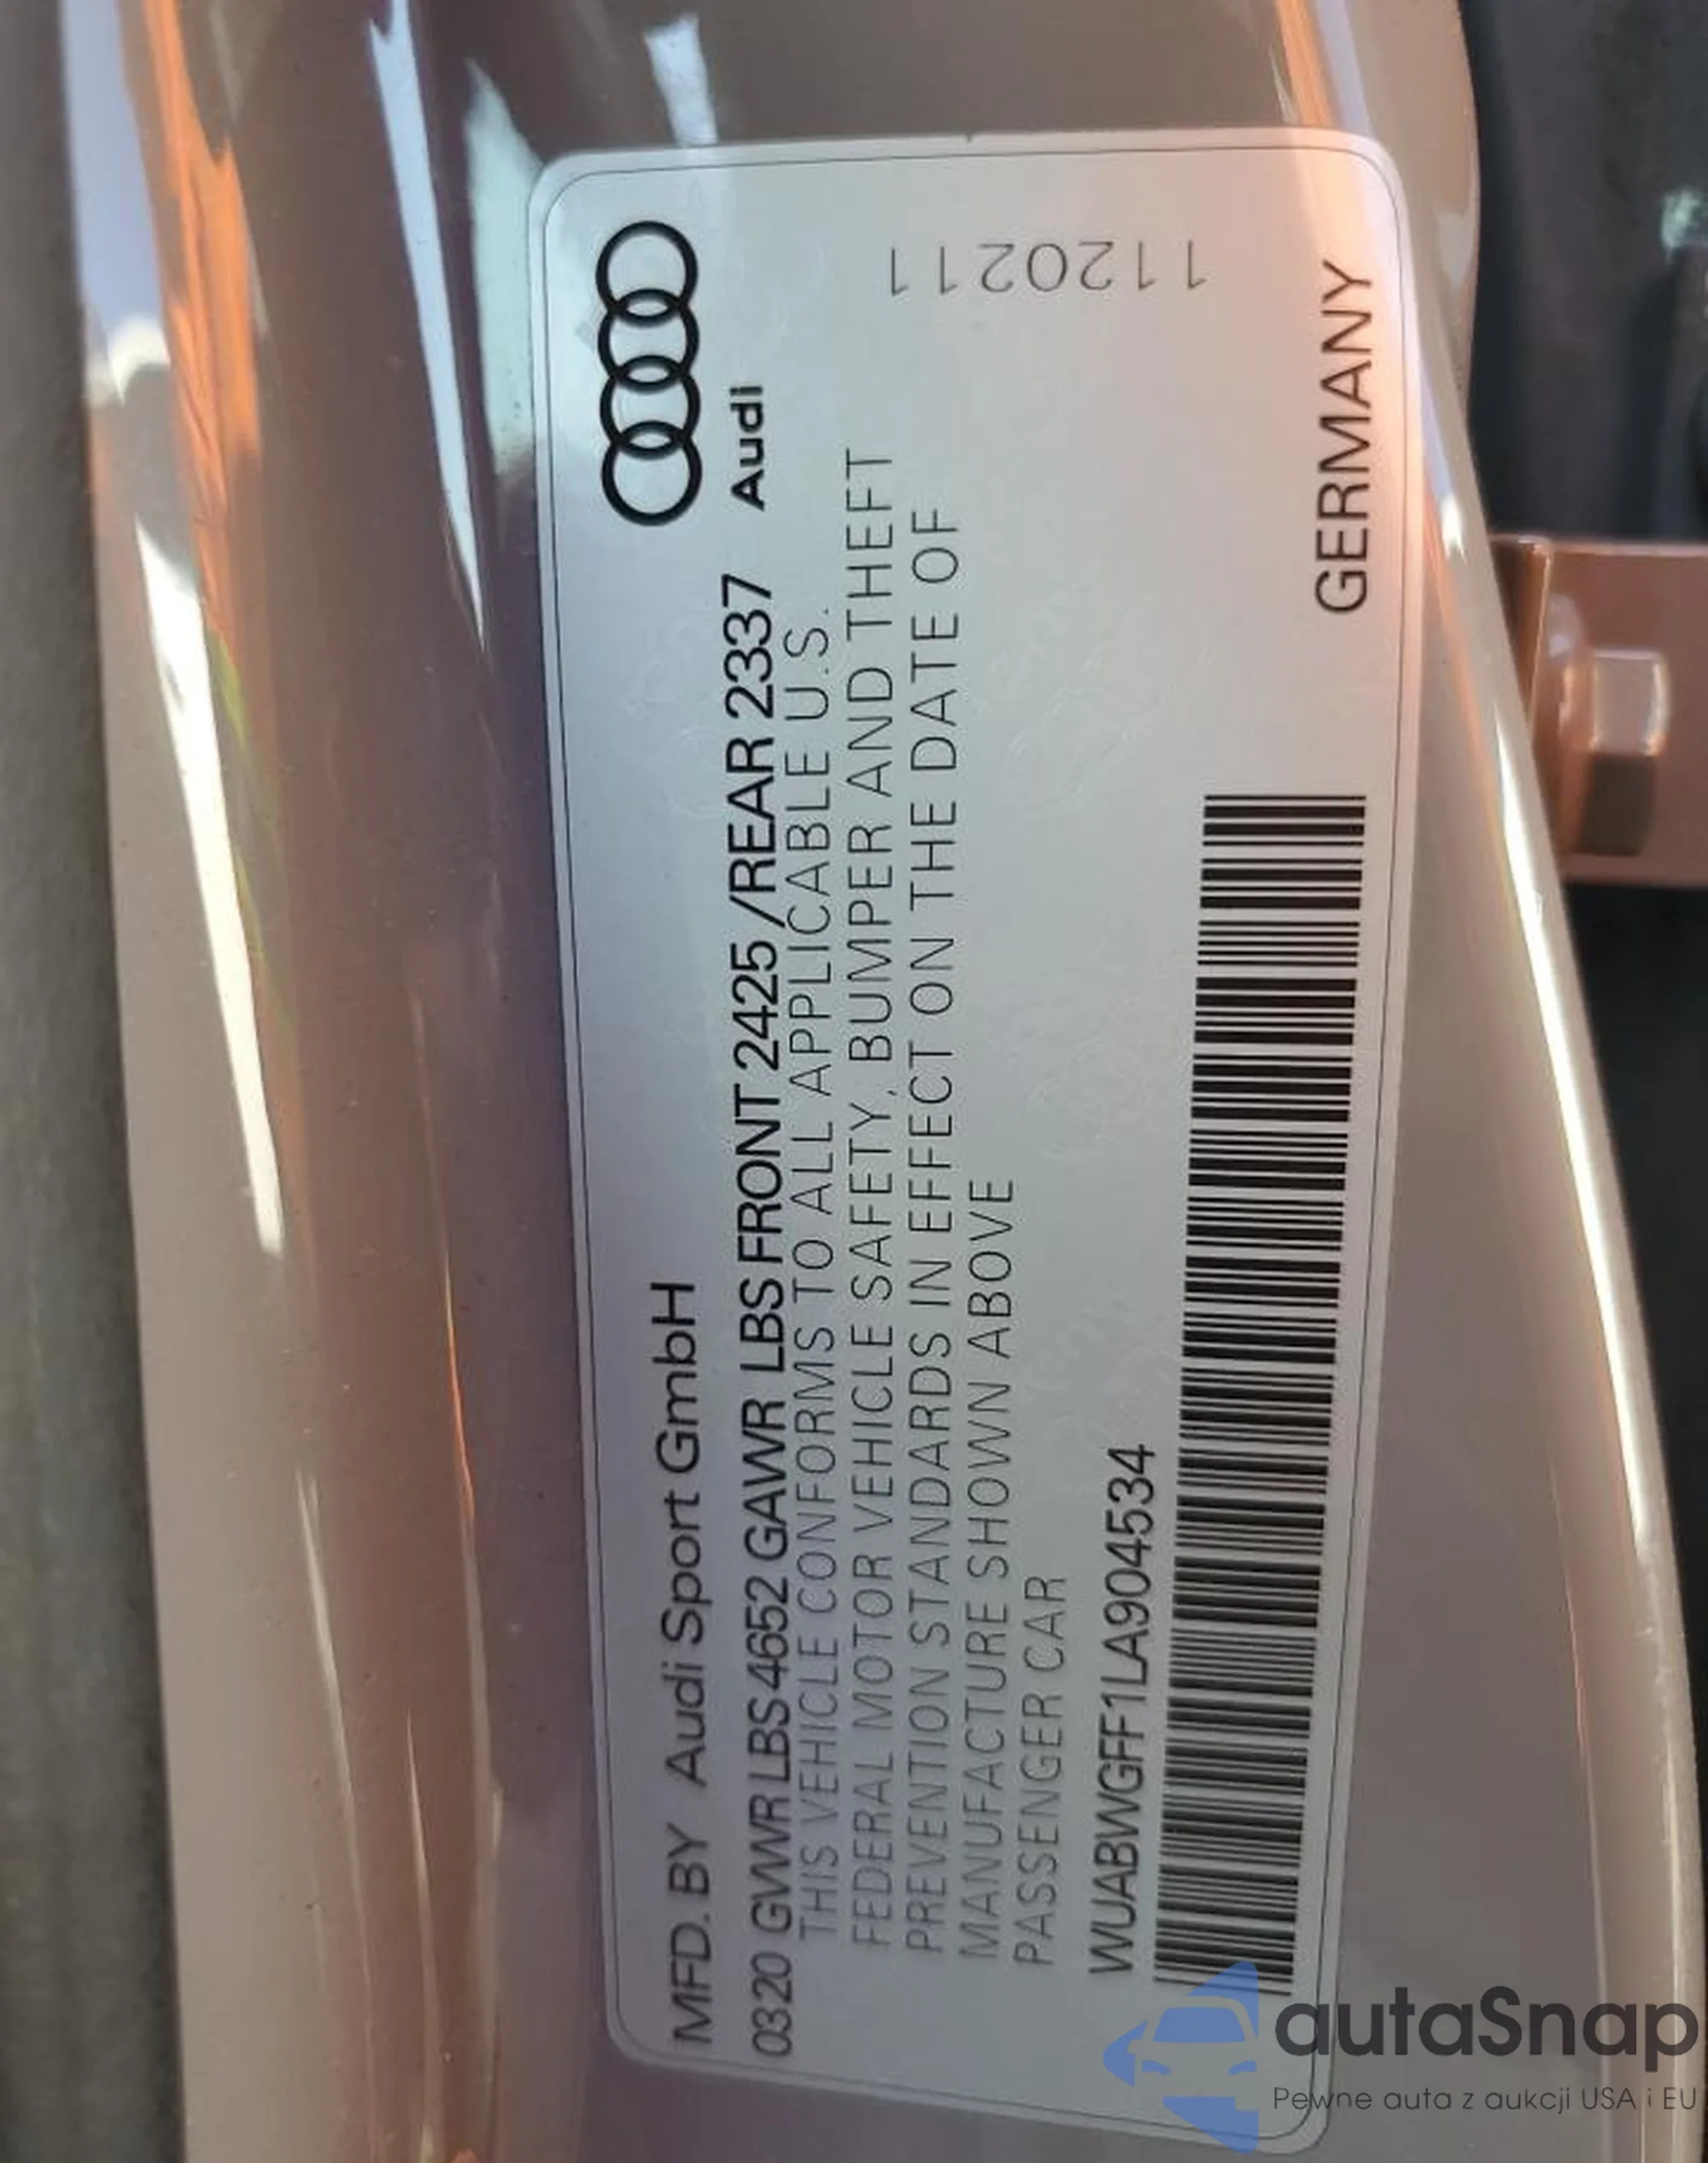 MFD. BY Audi Sport GmbH
0320 GVWR LBS 4652 GAWR LBS FRONT 2425 /REAR 2337
Audi
THIS VEHICLE CONFORMS TO ALL APPLICABLE U.S.
FEDERAL MOTOR VEHICLE SAFETY, BUMPER AND THEFT
PREVENTION STANDARDS IN EFFECT ON THE DATE OF
MANUFACTURE SHOWN ABOVE
PASSENGER CAR
1120211
WUABWGFF1LA904534
GERMANY
autaSnap
Pewne auta z aukcji USA i EU